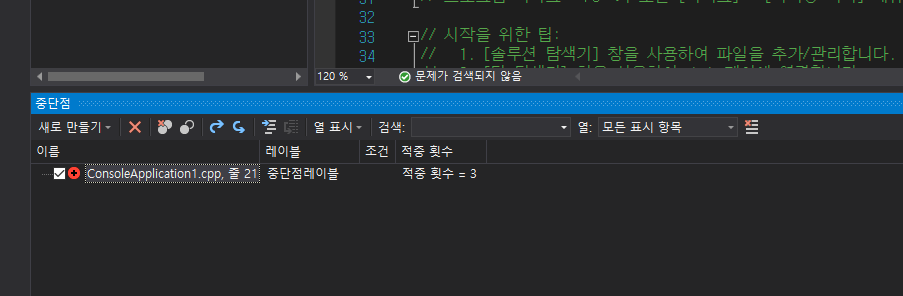 31
32
33 // 시작을 위한 팁:
34 //   1. [솔루션 탐색기] 창을 사용하여 파일을 추가/관리합니다.
120 % 문제가 검색되지 않음
중단점
새로 만들기 열 표시 검색: 열: 모든 표시 항목
이름 레이블 조건 적중 횟수
ConsoleApplication1.cpp, 줄 21 중단점레이블 적중 횟수 = 3